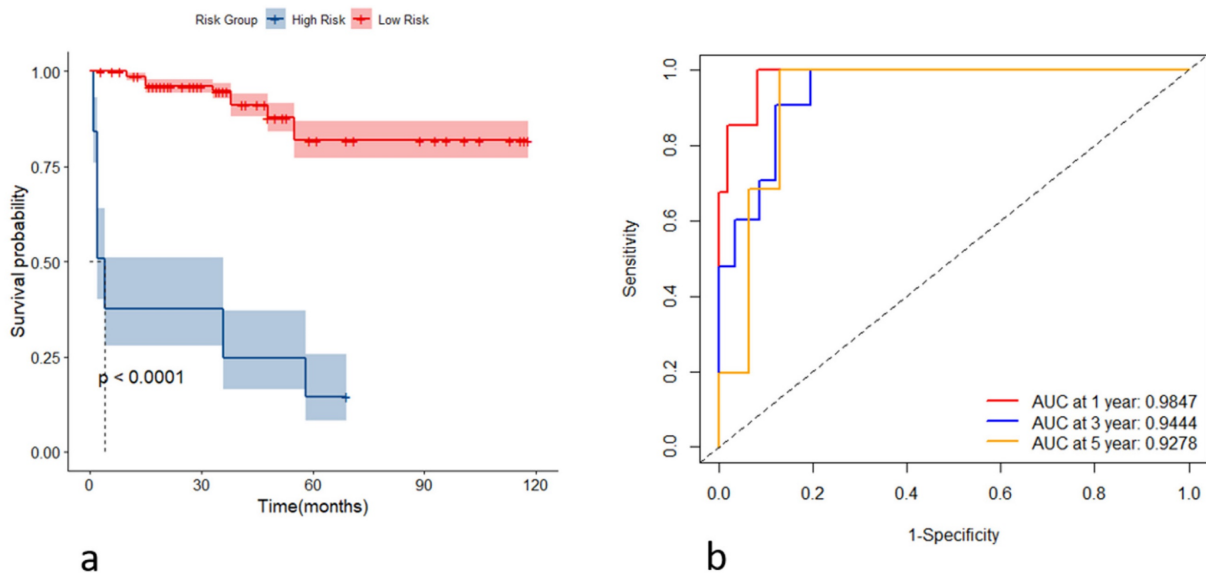 Risk Group High Risk Low Risk
Survival probability
1.00
0.75
0.50
0.25
0.00
p < 0.0001
0 30 60 90 120
Time(months)
a
Sensitivity
1.0
0.8
0.6
0.4
0.2
0.0
AUC at 1 year: 0.9847
AUC at 3 year: 0.9444
AUC at 5 year: 0.9278
0.0 0.2 0.4 0.6 0.8 1.0
1-Specificity
b